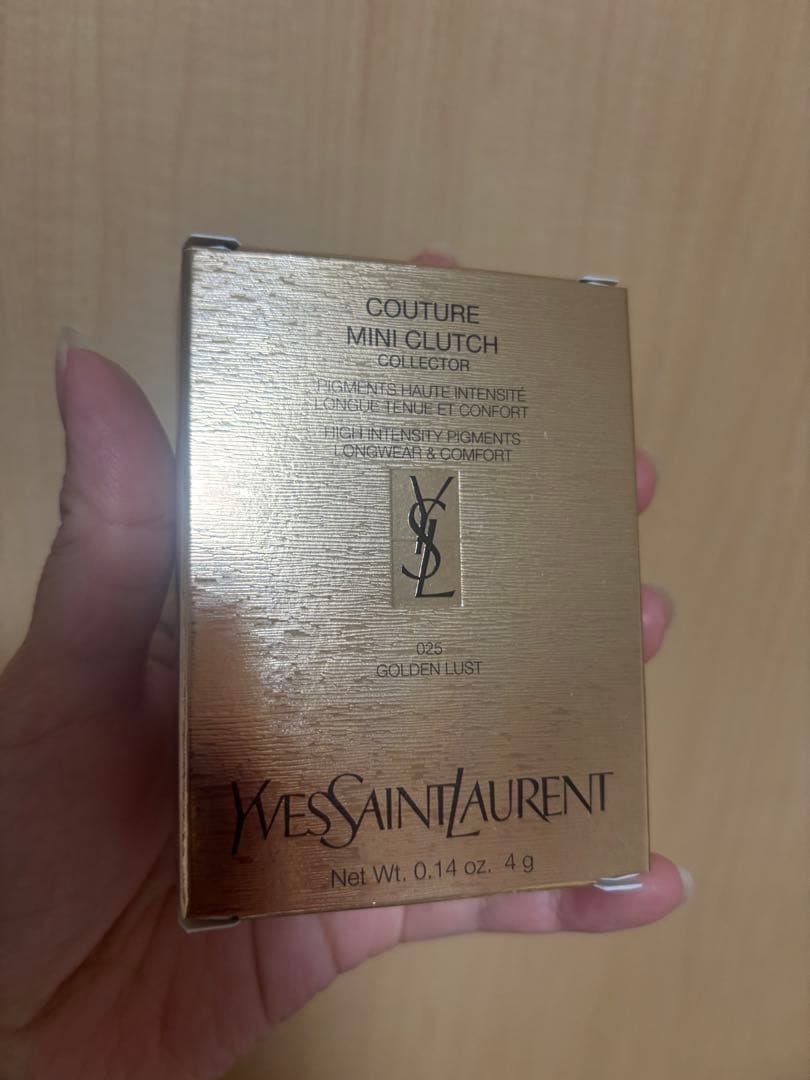 COUTURE
MINI CLUTCH
COLLECTOR
PIGMENTS HAUTE INTENSITÉ
LONGUE TENUE ET CONFORT
HIGH INTENSITY PIGMENTS
LONGWEAR & COMFORT
YSL
025
GOLDEN LUST
YVESSAINTLAURENT
Net Wt. 0.14 oz. 4 g